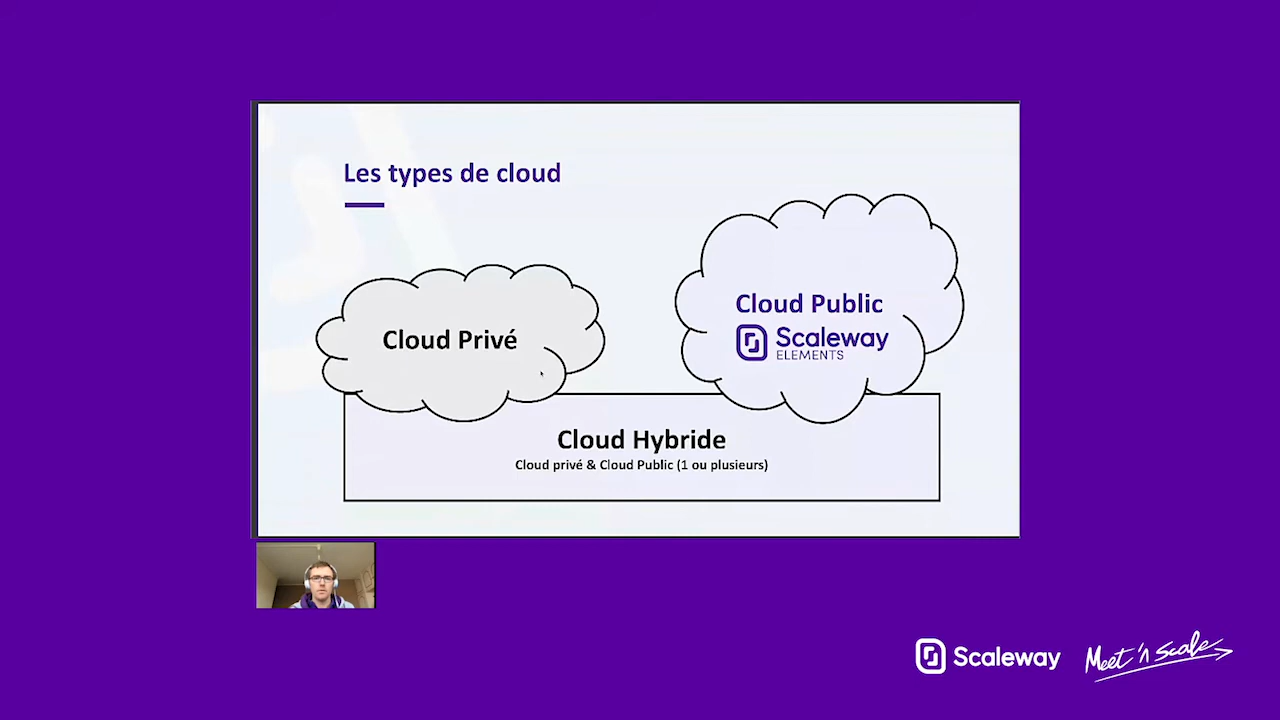 Les types de cloud
Cloud Privé
Cloud Public
Scaleway
ELEMENTS
Cloud Hybride
Cloud privé & Cloud Public (1 ou plusieurs)
Scaleway
Meet 'n Scale